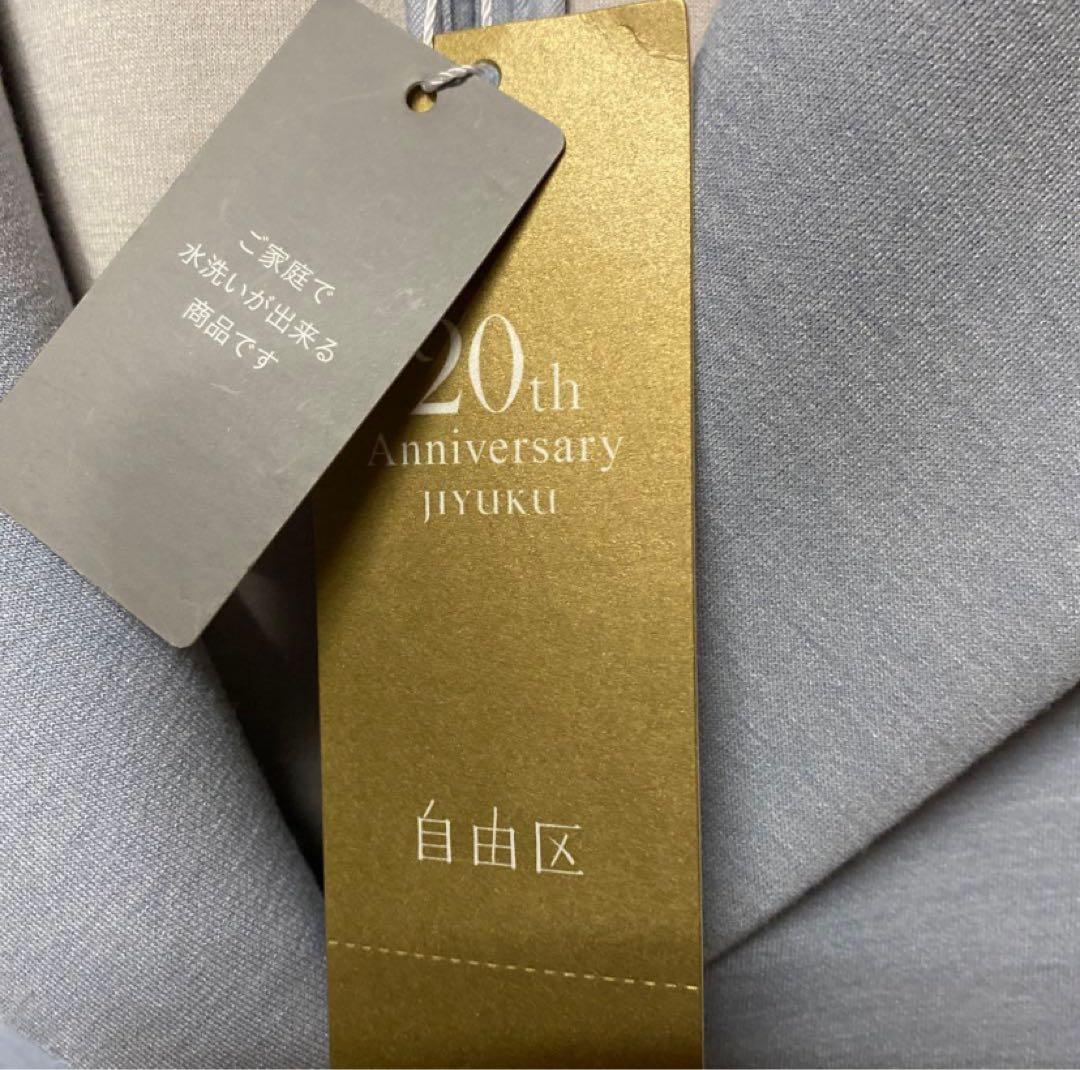 ご家庭で
水洗いが出来る
商品です
20th
Anniversary
JIYUKU
自由区